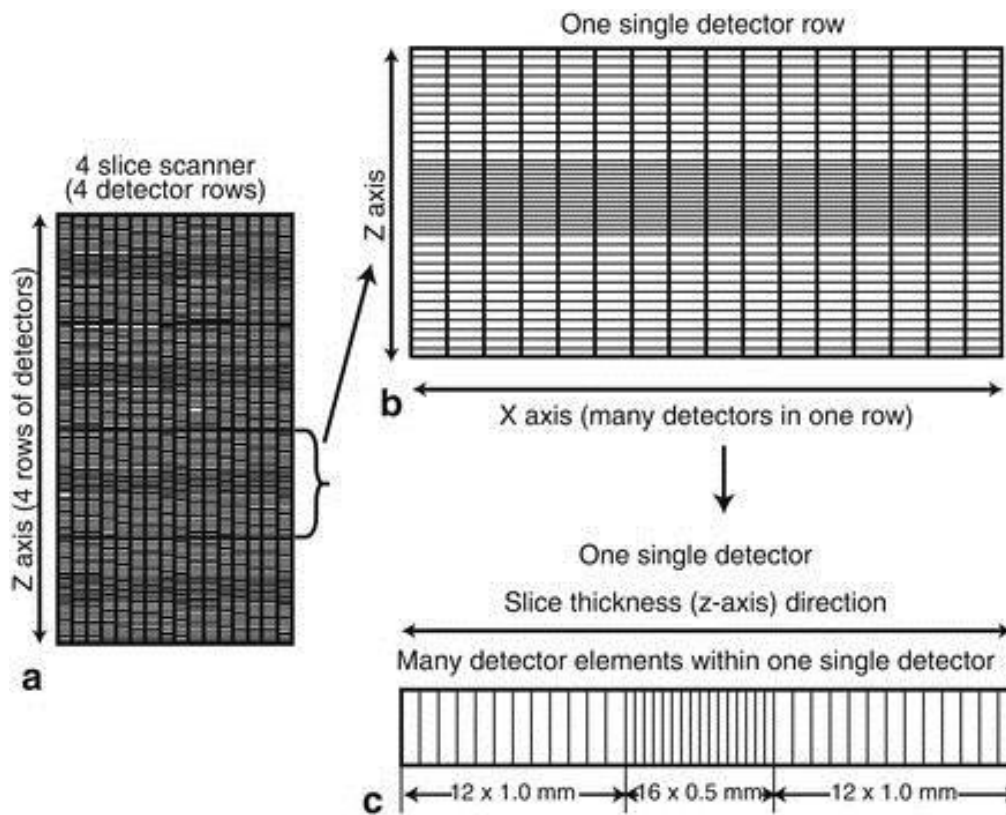 One single detector row
4 slice scanner
(4 detector rows)
Z axis (4 rows of detectors)
Z axis
a
b
X axis (many detectors in one row)
One single detector
Slice thickness (z-axis) direction
Many detector elements within one single detector
c
12 x 1.0 mm
16 x 0.5 mm
12 x 1.0 mm